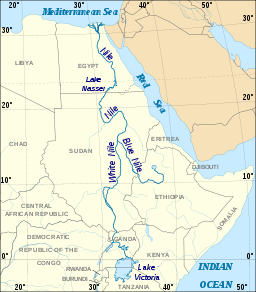 20°
30°
40°
50°
Mediterranean Sea
30°
Nile
LIBYA
EGYPT
Lake
Nasser
Red Sea
20°
20°
Nile
White Nile
Blue Nile
ERITREA
CHAD
SUDAN
DJIBOUTI
10°
10°
ETHIOPIA
SOMALIA
CENTRAL
AFRICAN REPUBLIC
DEMOCRATIC
REPUBLIC OF THE
CONGO
UGANDA
KENYA
0°
0°
RWANDA
BURUNDI
Lake
Victoria
TANZANIA
INDIAN
OCEAN
20°
30°
40°
50°